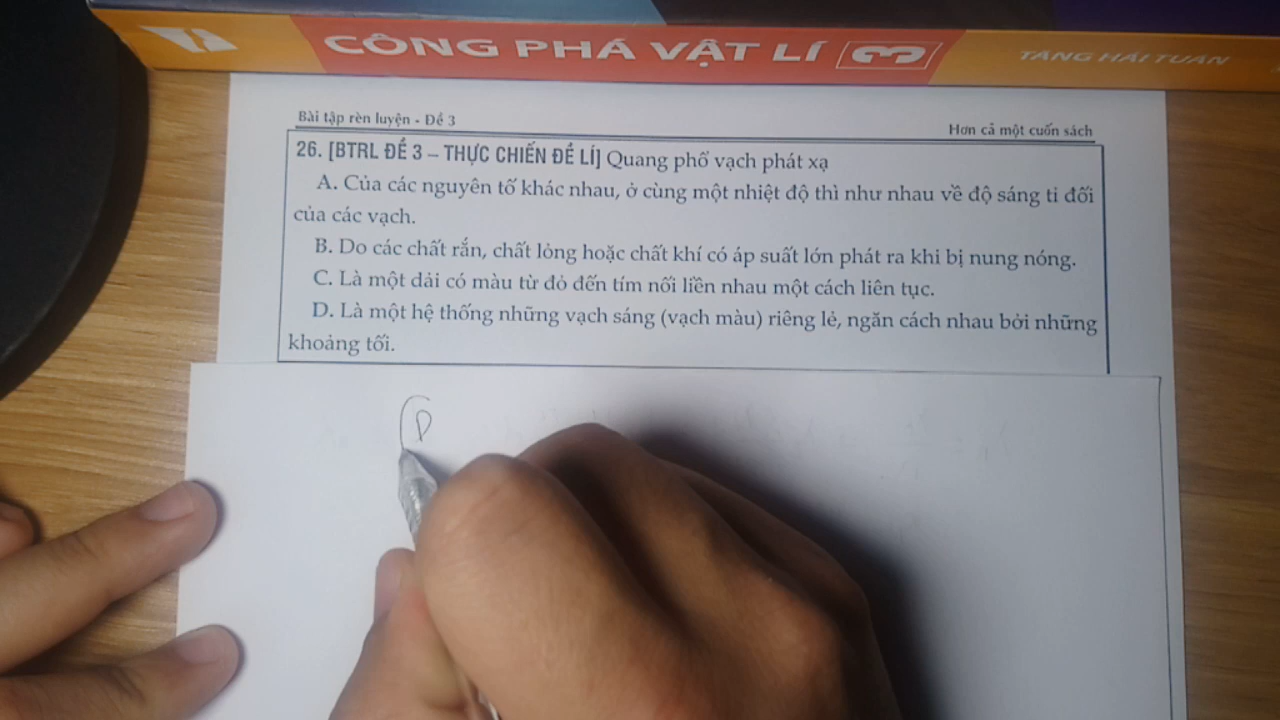 CÔNG PHÁ VẬT LÍ 3 TĂNG HẢI TUÂN
Bài tập rèn luyện - Đề 3
Hơn cả một cuốn sách
26. [BTRL ĐỀ 3 – THỰC CHIẾN ĐỀ LÍ] Quang phổ vạch phát xạ
A. Của các nguyên tố khác nhau, ở cùng một nhiệt độ thì như nhau về độ sáng tỉ đối
của các vạch.
B. Do các chất rắn, chất lỏng hoặc chất khí có áp suất lớn phát ra khi bị nung nóng.
C. Là một dải có màu từ đỏ đến tím nối liền nhau một cách liên tục.
D. Là một hệ thống những vạch sáng (vạch màu) riêng lẻ, ngăn cách nhau bởi những
khoảng tối.
D